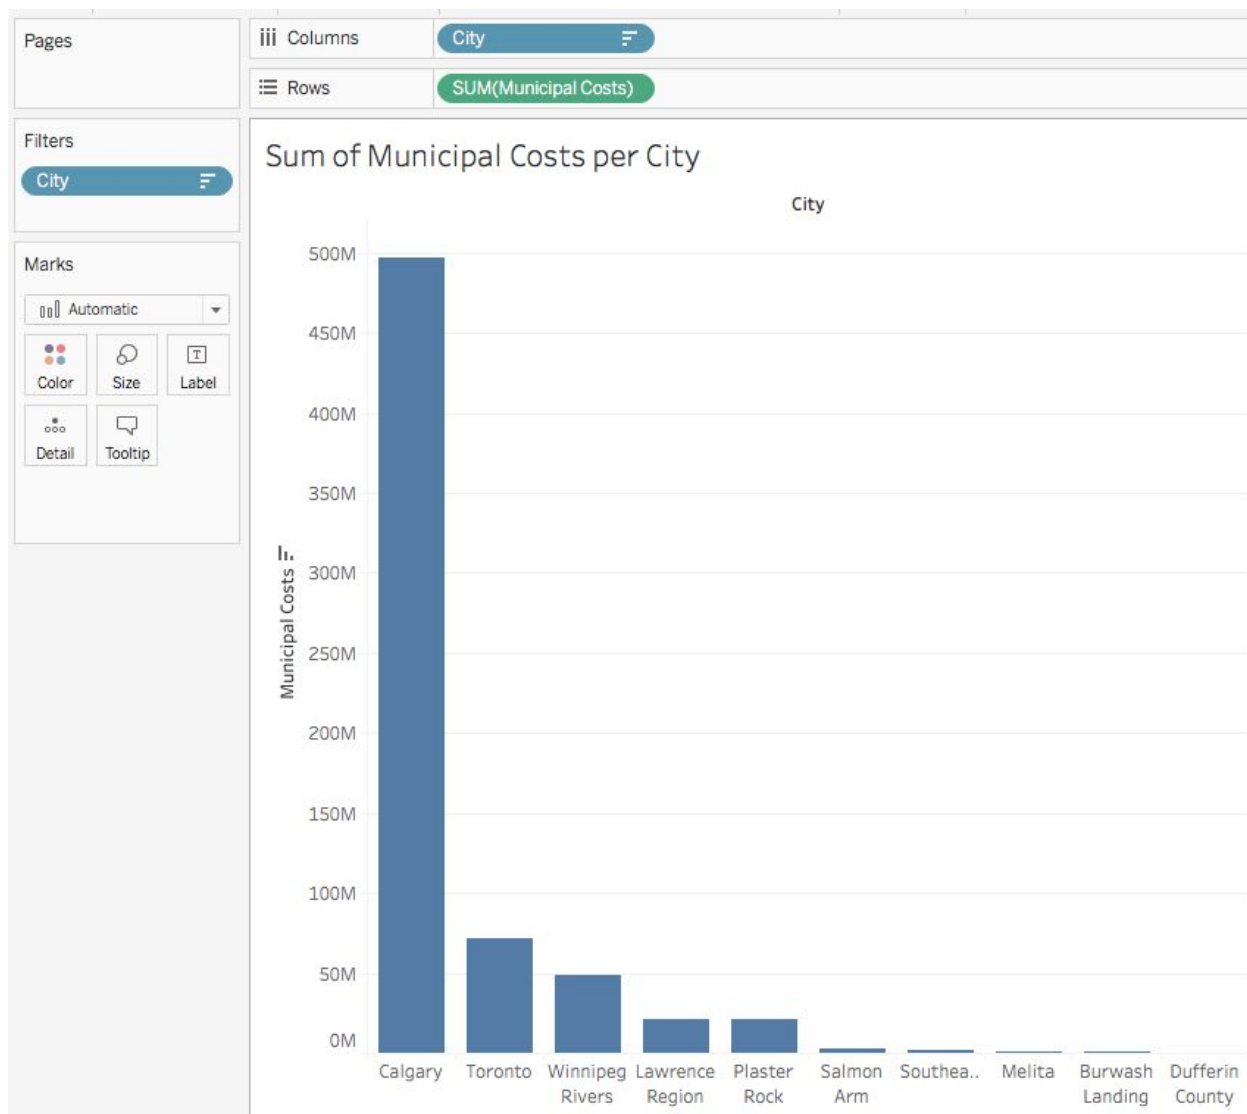 Pages
Columns
City
Rows
SUM(Municipal Costs)
Filters
City
Marks
Automatic
Color
Size
T
Label
Detail
Tooltip
Sum of Municipal Costs per City
City
500M
450M
400M
350M
300M
250M
200M
150M
100M
50M
0M
Municipal Costs
Calgary Toronto Winnipeg Lawrence Plaster Salmon Southea.. Melita Burwash Dufferin
Rivers Region Rock Arm Landing County